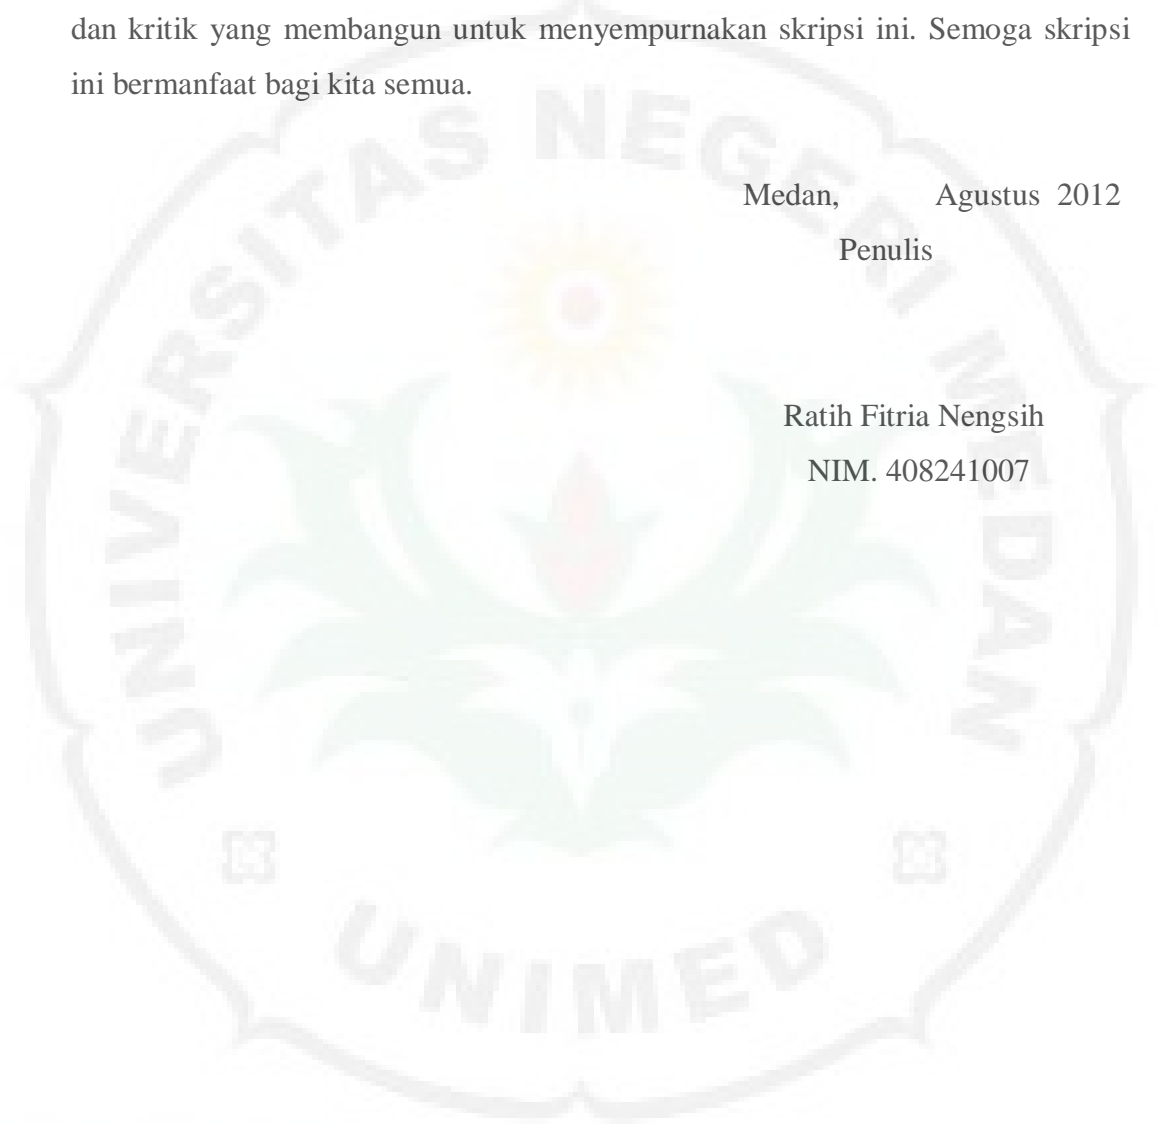 dan kritik yang membangun untuk menyempurnakan skripsi ini. Semoga skripsi
ini bermanfaat bagi kita semua.
Medan, Agustus 2012
Penulis
Ratih Fitria Nengsih
NIM. 408241007
UNIVERSITAS NEGERI MEDAN
UNIMED